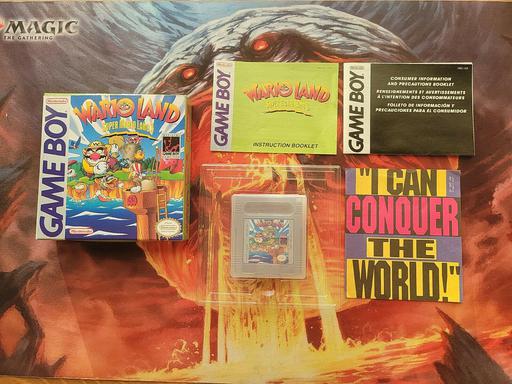 MAGIC
THE GATHERING
Nintendo
GAME BOY
WARIO LAND
SUPER MARIO LAND 3
Nintendo
GAME BOY
WARIO LAND
SUPER MARIO LAND 3
INSTRUCTION BOOKLET
GAME BOY
CONSUMER INFORMATION
AND PRECAUTIONS BOOKLET
RENSEIGNEMENTS ET AVERTISSEMENTS
À L'INTENTION DES CONSOMMATEURS
FOLLETO DE INFORMACIÓN Y
PRECAUCIONES PARA EL CONSUMIDOR
"I CAN
CONQUER
THE
WORLD!"